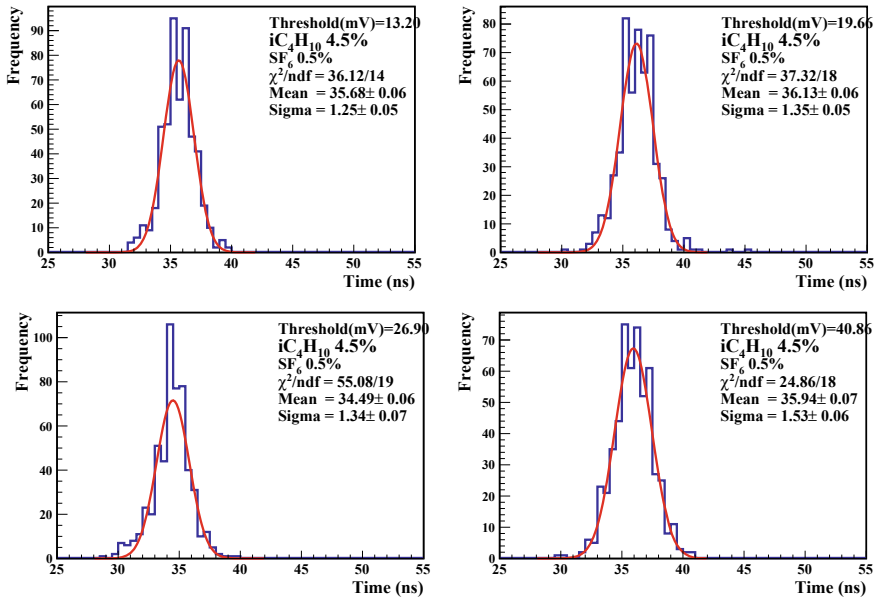 Threshold(mV)=13.20
iC₄H₁₀ 4.5%
SF₆ 0.5%
χ²/ndf = 36.12/14
Mean = 35.68± 0.06
Sigma = 1.25± 0.05
Frequency
90
80
70
60
50
40
30
20
10
0
25 30 35 40 45 50 55
Time (ns)
Threshold(mV)=19.66
iC₄H₁₀ 4.5%
SF₆ 0.5%
χ²/ndf = 37.32/18
Mean = 36.13± 0.06
Sigma = 1.35± 0.05
Frequency
80
70
60
50
40
30
20
10
0
25 30 35 40 45 50 55
Time (ns)
Threshold(mV)=26.90
iC₄H₁₀ 4.5%
SF₆ 0.5%
χ²/ndf = 55.08/19
Mean = 34.49± 0.06
Sigma = 1.34± 0.07
Frequency
100
80
60
40
20
0
25 30 35 40 45 50 55
Time (ns)
Threshold(mV)=40.86
iC₄H₁₀ 4.5%
SF₆ 0.5%
χ²/ndf = 24.86/18
Mean = 35.94± 0.07
Sigma = 1.53± 0.06
Frequency
70
60
50
40
30
20
10
0
25 30 35 40 45 50 55
Time (ns)